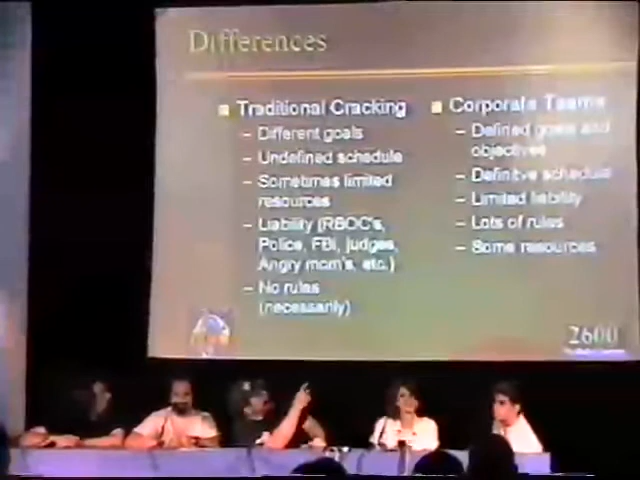 Differences
Traditional Cracking
– Different goals
– Undefined schedule
– Sometimes limited
resources
– Liability (RBOC's,
Police, FBI, judges,
Angry mom's, etc.)
– No rules
(necessarily)
Corporate Teams
– Defined goals and
objectives
– Definitive schedule
– Limited liability
– Lots of rules
– Some resources
2600